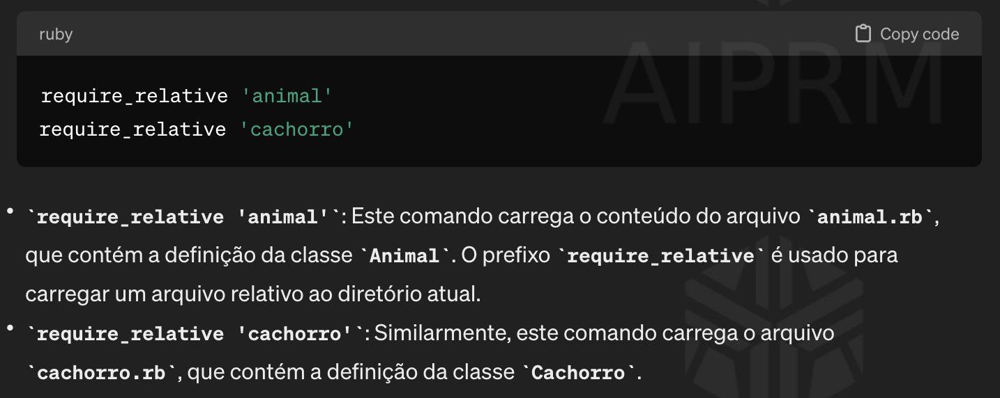 ruby
Copy code
AIPRM
require_relative 'animal'
require_relative 'cachorro'
• `require_relative 'animal'`: Este comando carrega o conteúdo do arquivo `animal.rb`,
que contém a definição da classe `Animal`. O prefixo `require_relative` é usado para
carregar um arquivo relativo ao diretório atual.
• `require_relative 'cachorro'`: Similarmente, este comando carrega o arquivo
`cachorro.rb`, que contém a definição da classe `Cachorro`.